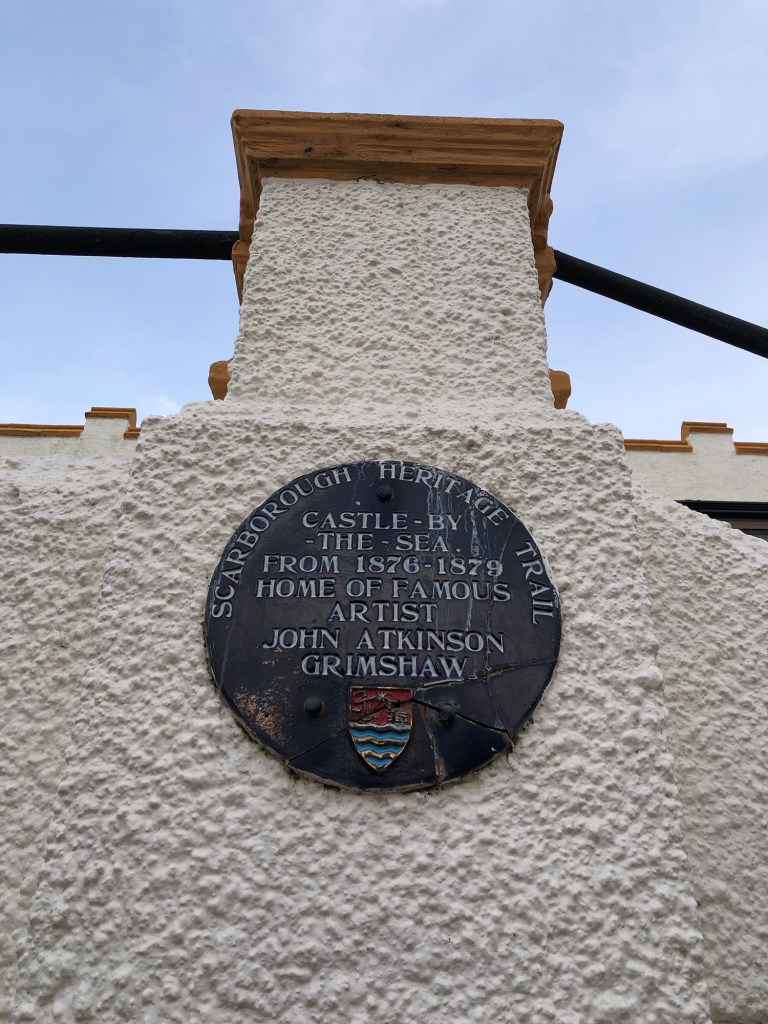 SCARBOROUGH HERITAGE TRAIL
CASTLE-BY
-THE-SEA.
FROM 1876-1879
HOME OF FAMOUS
ARTIST
JOHN ATKINSON
GRIMSHAW